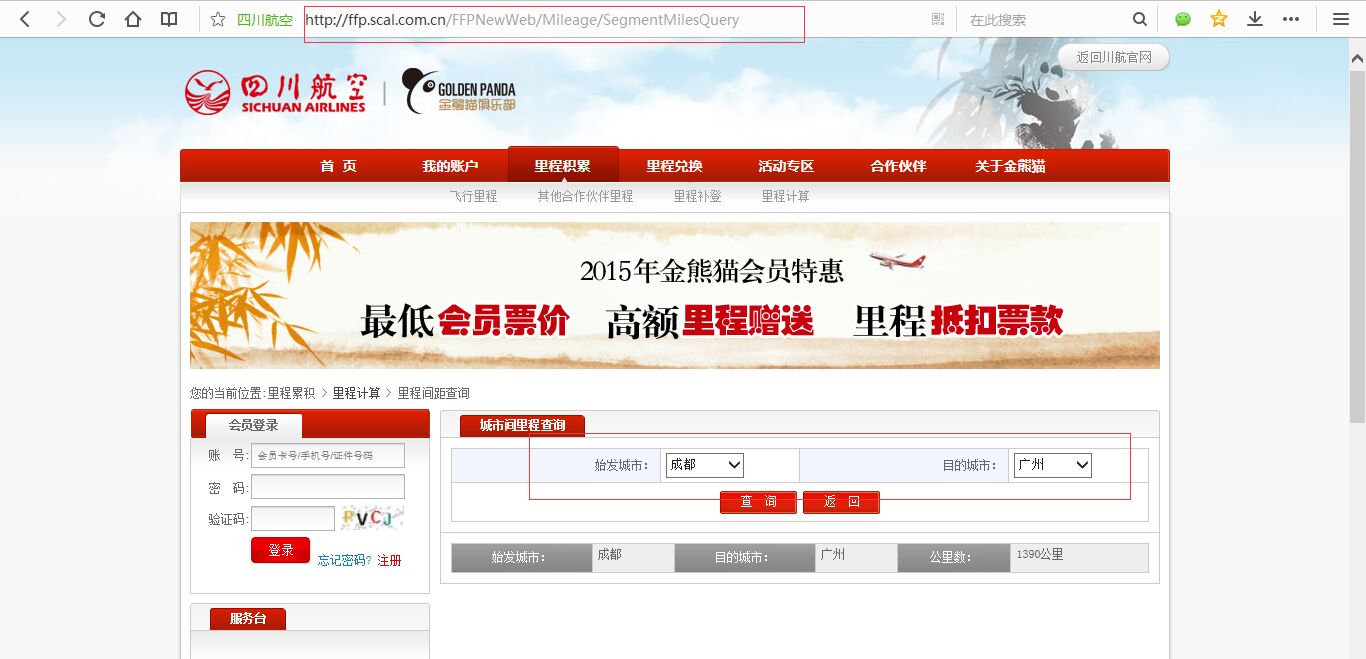 四川航空 http://ffp.scal.com.cn/FFPNewWeb/Mileage/SegmentMilesQuery 在此搜索
返回川航官网
四川航空 SICHUAN AIRLINES GOLDEN PANDA 金熊猫俱乐部
首 页 我的账户 里程积累 里程兑换 活动专区 合作伙伴 关于金熊猫
飞行里程 其他合作伙伴里程 里程补登 里程计算
2015年金熊猫会员特惠
最低会员票价 高额里程赠送 里程抵扣票款
您的当前位置:里程累积 > 里程计算 > 里程间距查询
会员登录
账 号: 会员卡号/手机号/证件号码
密 码:
验证码: PVCJ
登录 忘记密码? 注册
服务台
城市间里程查询
始发城市: 成都 目的城市: 广州
查 询 返 回
始发城市: 成都 目的城市: 广州 公里数: 1390公里